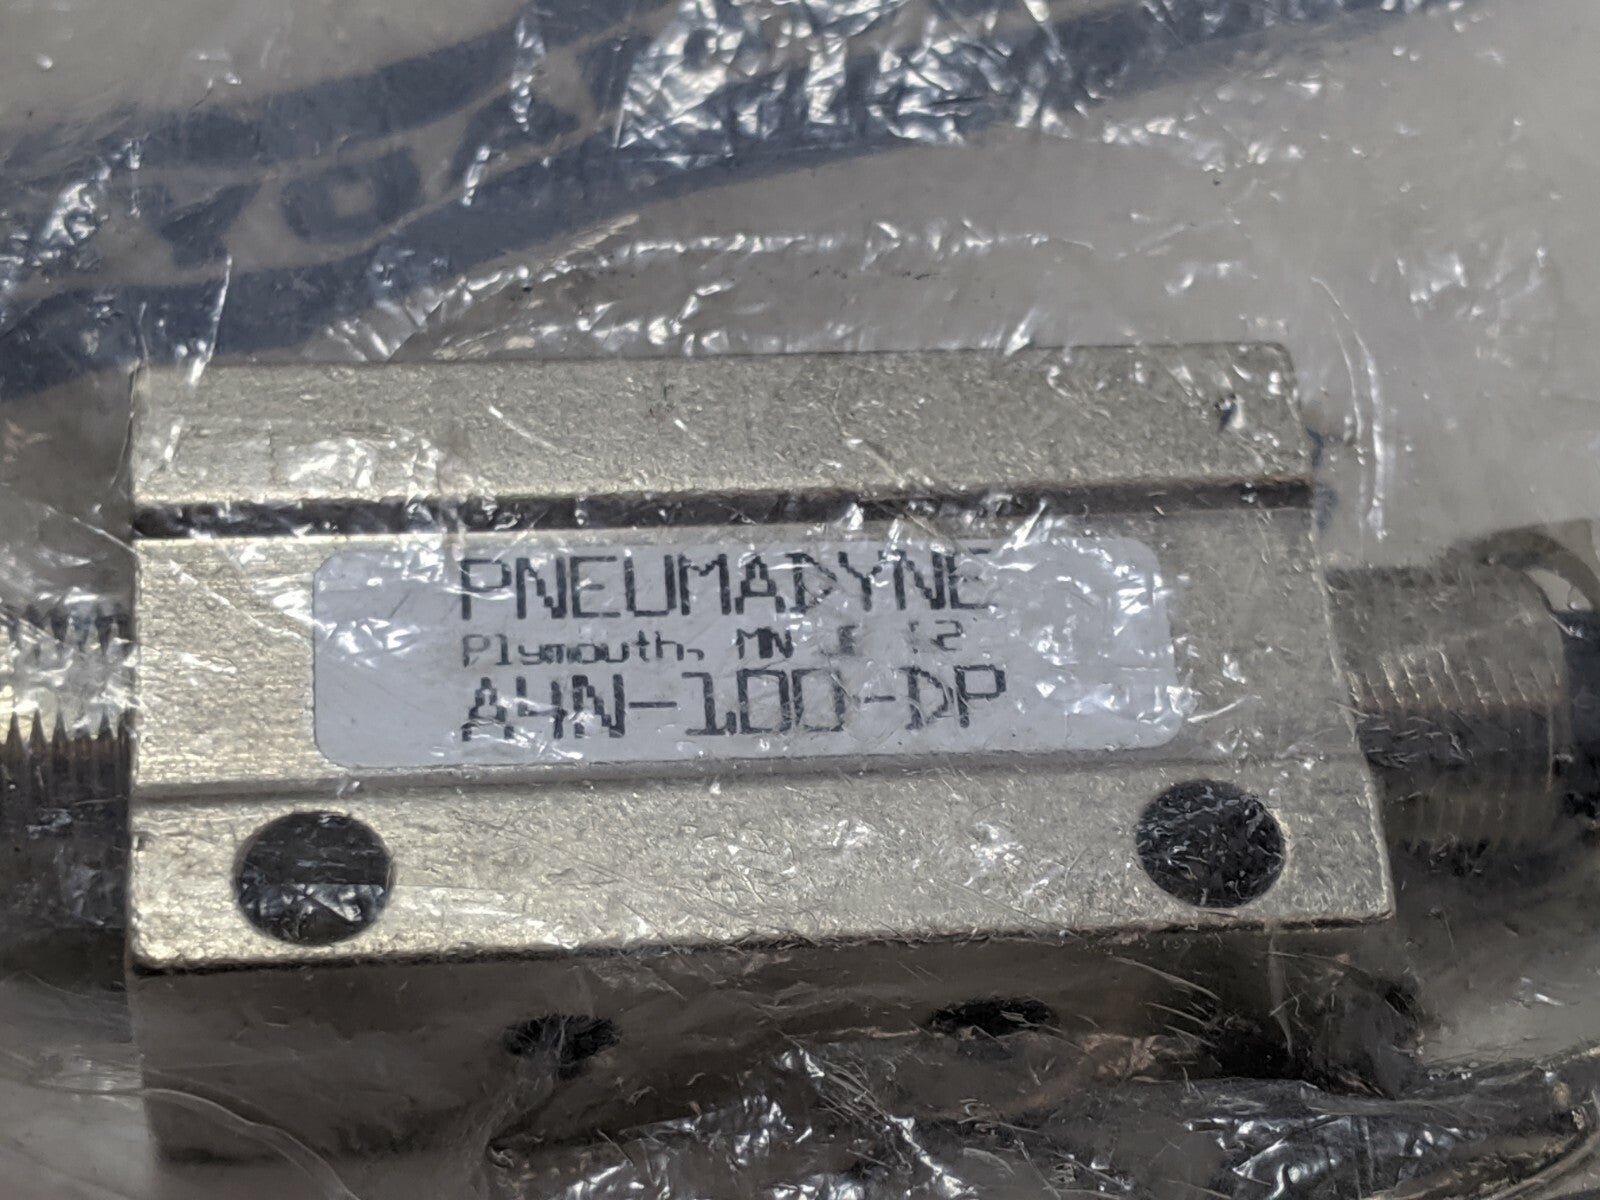 PNEUMADYNE
Plymouth, MN
A4N-100-DP